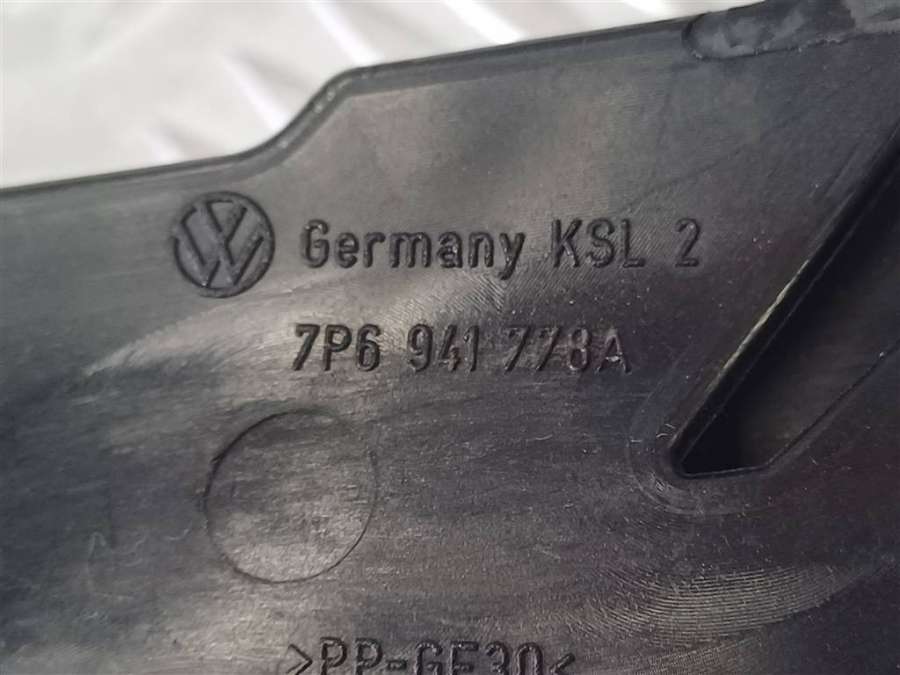 Germany KSL 2
7P6 941 778A
>PP-GF30<